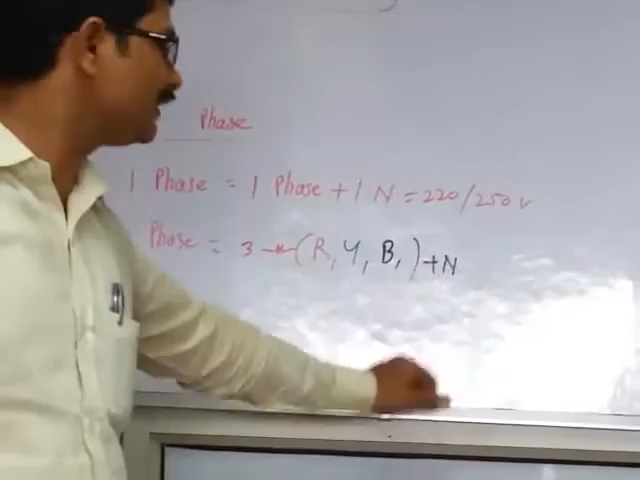 Phase
1 Phase = 1 Phase + 1 N = 220/250 v
Phase = 3 → (R, Y, B,) + N